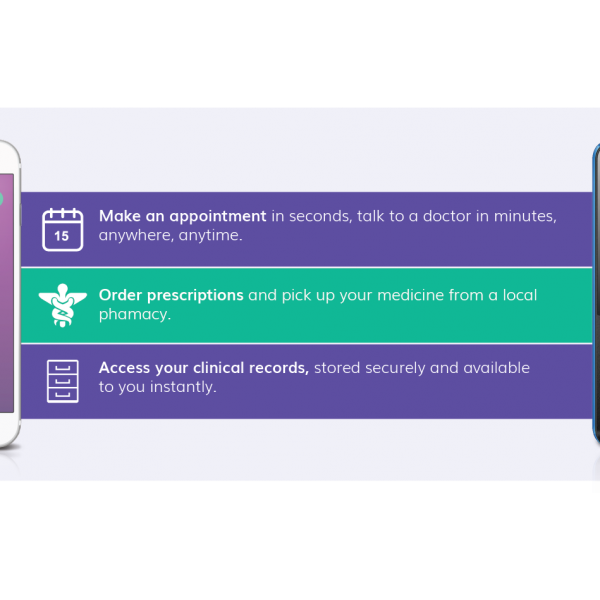 15
Make an appointment in seconds, talk to a doctor in minutes,
anywhere, anytime.
Order prescriptions and pick up your medicine from a local
phamacy.
Access your clinical records, stored securely and available
to you instantly.